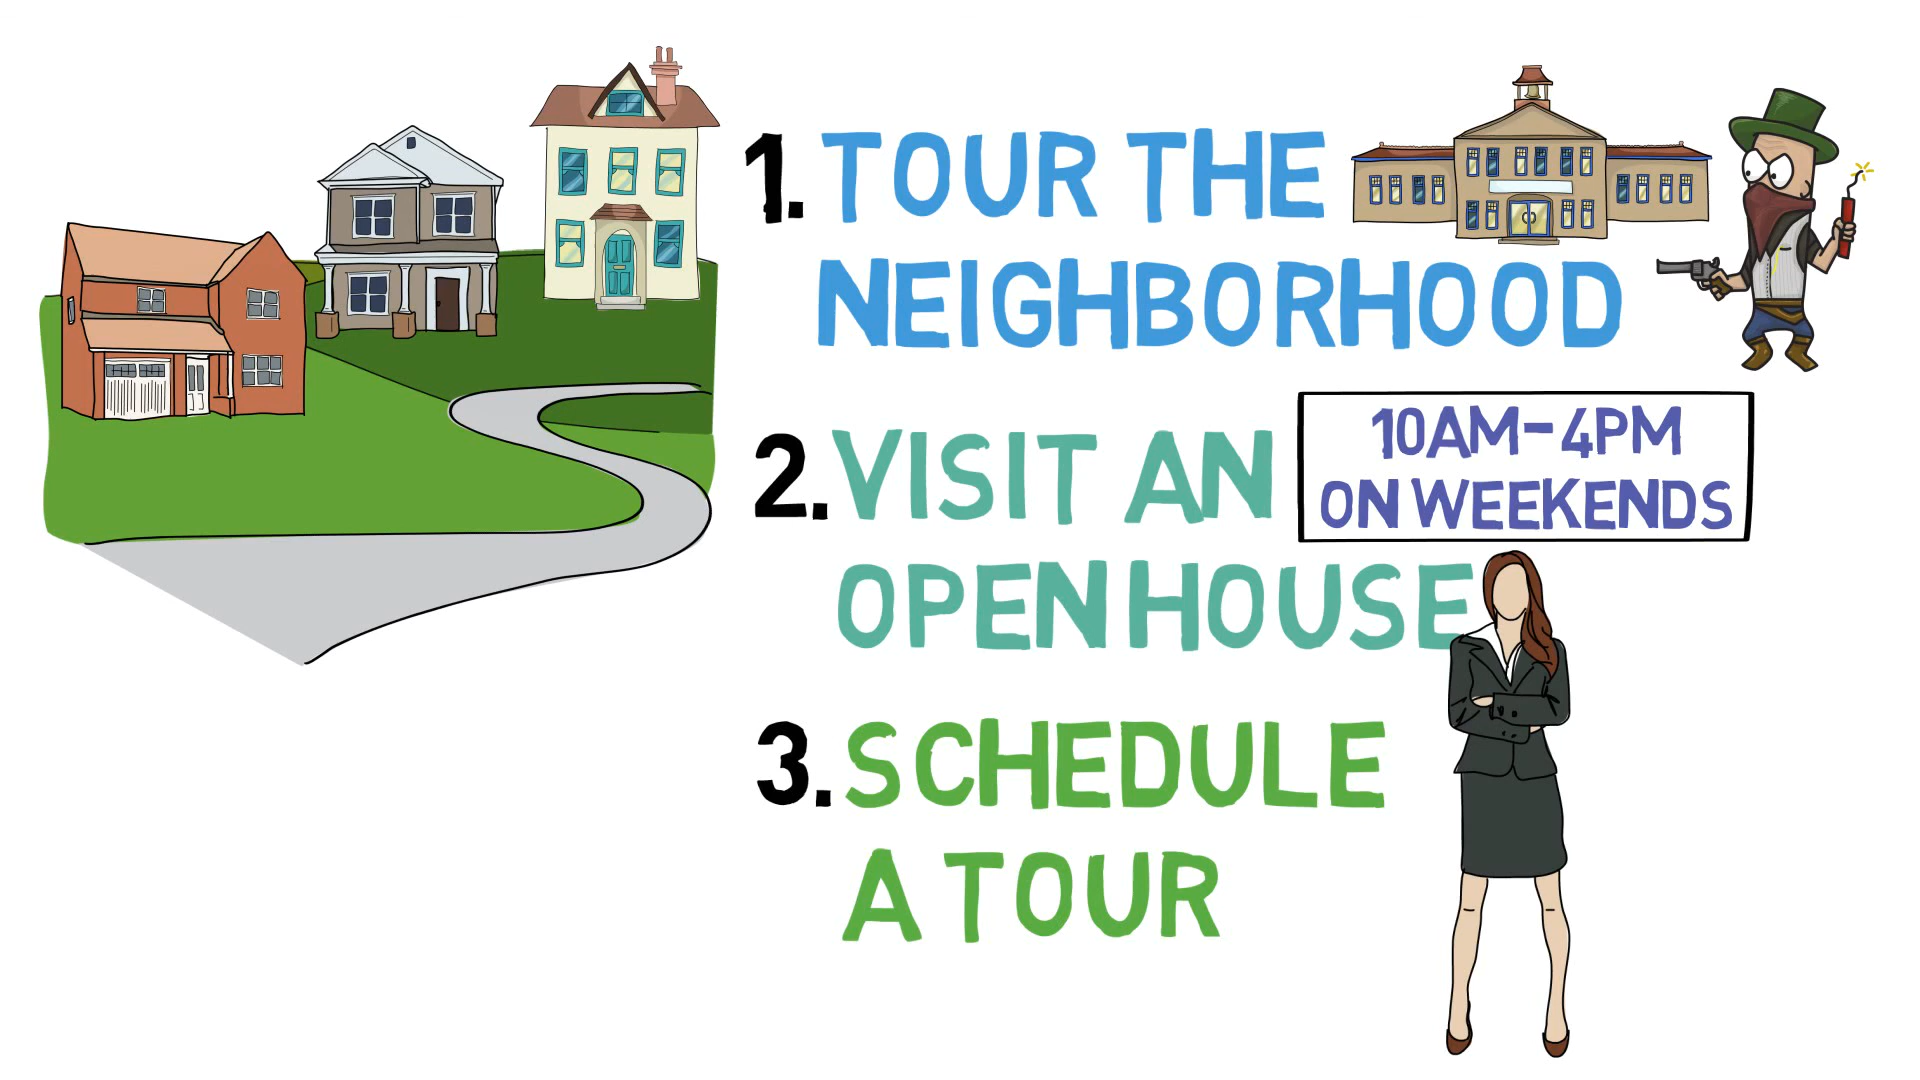 1. TOUR THE
NEIGHBORHOOD
2. VISIT AN
OPEN HOUSE
10AM-4PM
ON WEEKENDS
3. SCHEDULE
A TOUR